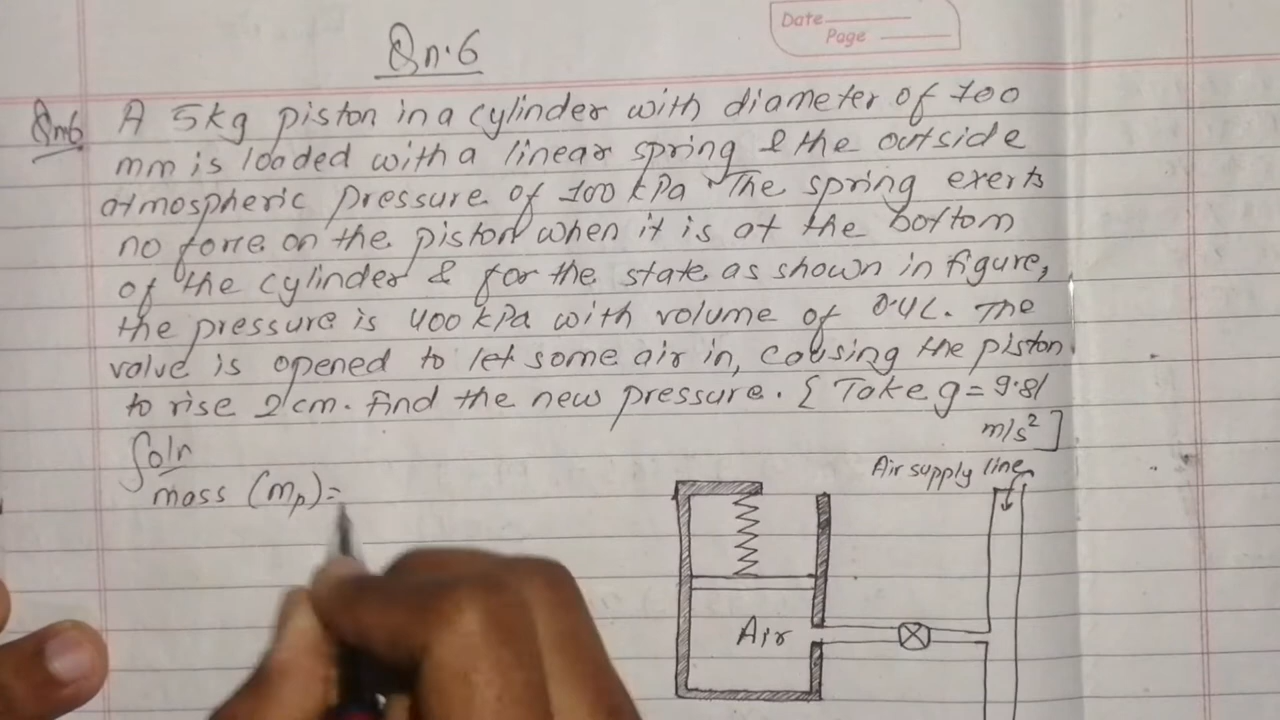 Date
Page
Qn.6
Qn6 A 5kg piston in a cylinder with diameter of 100
mm is loaded with a linear spring & the outside
atmospheric pressure of 100 kPa. The spring exerts
no force on the piston when it is at the bottom
of the cylinder & for the state as shown in figure,
the pressure is 400 kPa with volume of 0.4L. The
valve is opened to let some air in, causing the piston
to rise 2 cm. Find the new pressure. [Take g = 9.81
m/s²]
Soln
mass (mp) =
Air supply line
Air